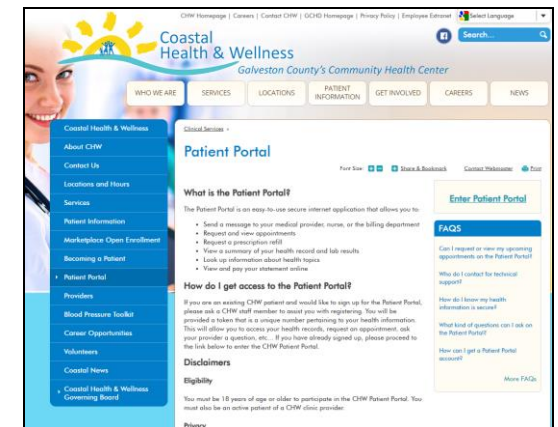 CHW Homepage | Careers | Contact CHW | GCHD Homepage | Privacy Policy | Employee Extranet Select Language
Search...
Coastal
Health & Wellness
Galveston County's Community Health Center
WHO WE ARE
SERVICES
LOCATIONS
PATIENT
INFORMATION
GET INVOLVED
CAREERS
NEWS
Coastal Health & Wellness
About CHW
Contact Us
Locations and Hours
Services
Patient Information
Marketplace Open Enrollment
Becoming a Patient
Patient Portal
Providers
Blood Pressure Toolkit
Career Opportunities
Volunteers
Coastal News
Coastal Health & Wellness
Governing Board
Clinical Services
Patient Portal
Font Size: Share & Bookmark Contact Webmaster Print
What is the Patient Portal?
The Patient Portal is an easy-to-use secure internet application that allows you to:
Send a message to your medical provider, nurse, or the billing department
Request and view appointments
Request a prescription refill
View a summary of your health record and lab results
Look up information about health topics
View and pay your statement online
How do I get access to the Patient Portal?
If you are an existing CHW patient and would like to sign up for the Patient Portal,
please ask a CHW staff member to assist you with registering. You will be
provided a token that is a unique number pertaining to your health information.
This will allow you to access your health records, request an appointment, ask
your provider a question, etc... If you have already signed up, please proceed to
the link below to enter the CHW Patient Portal.
Disclaimers
Eligibility
You must be 18 years of age or older to participate in the CHW Patient Portal. You
must also be an active patient of a CHW clinic provider.
Privacy
Enter Patient Portal
FAQS
Can I request or view my upcoming
appointments on the Patient Portal?
Who do I contact for technical
support?
How do I know my health
information is secure?
What kind of questions can I ask on
the Patient Portal?
How can I get a Patient Portal
account?
More FAQs